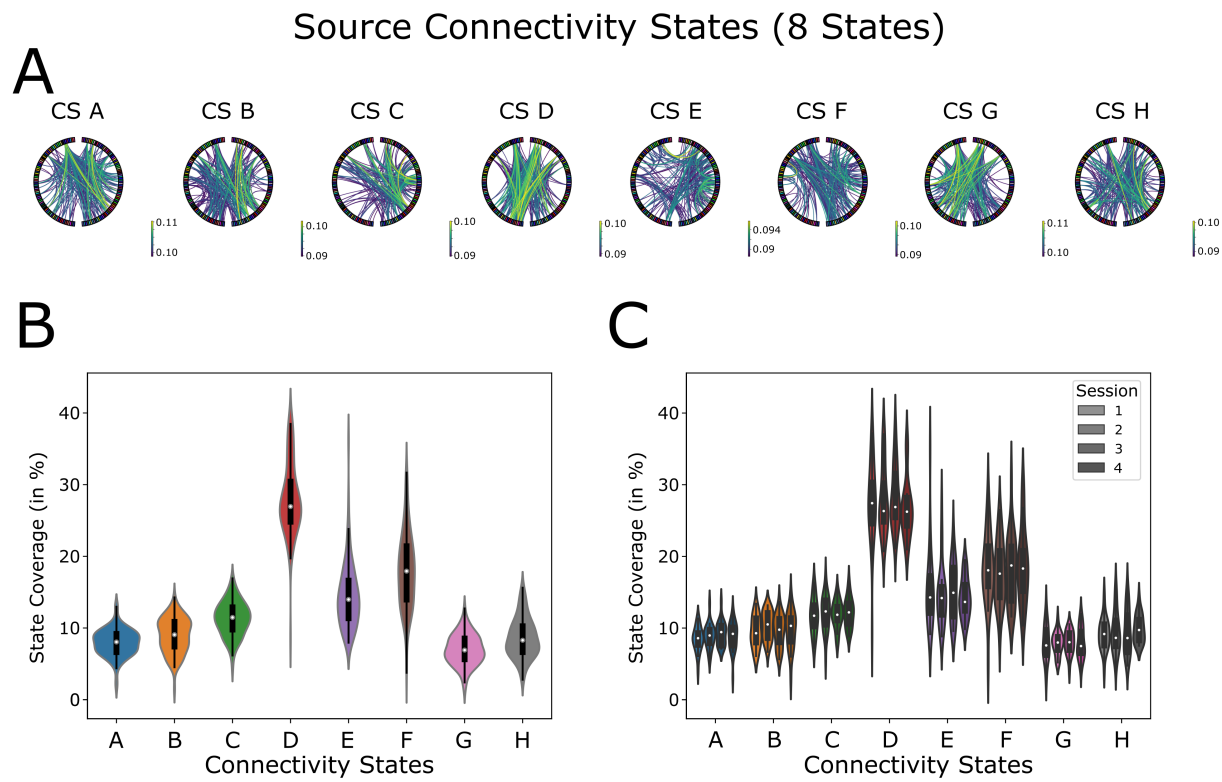 Source Connectivity States (8 States)
A
CS A CS B CS C CS D CS E CS F CS G CS H
0.11 0.10 0.10 0.10 0.094 0.10 0.11 0.10
0.10 0.09 0.09 0.09 0.09 0.09 0.10 0.09
B
State Coverage (in %)
40
30
20
10
0
A B C D E F G H
Connectivity States
C
State Coverage (in %)
40
30
20
10
0
Session
1
2
3
4
A B C D E F G H
Connectivity States